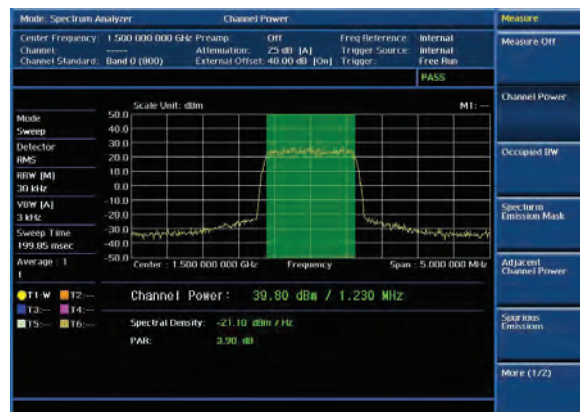 Mode: Spectrum Analyzer Channel Power Measure
Center Frequency: 1.500 000 000 GHz Preamp: Off Freq Reference: Internal
Channel: ----- Attenuation: 25 dB [A] Trigger Source: Internal
Channel Standard: Band 0 (800) External Offset: 40.00 dB [On] Trigger: Free Run
PASS
Measure Off
Channel Power
Occupied BW
Specturm
Emission Mask
Adjacent
Channel Power
Spurious
Emissions
More (1/2)
Scale Unit: dBm M1: --
Mode
Sweep
Detector
RMS
RBW [M]
30 kHz
VBW [A]
3 kHz
Sweep Time
199.85 msec
Average : 1
1
50.0
40.0
30.0
20.0
10.0
0.0
-10.0
-20.0
-30.0
-40.0
-50.0
Center : 1.500 000 000 GHz Frequency Span : 5.000 000 MHz
T1-W T2:--
T3:-- T4:--
T5:-- T6:--
Channel Power: 39.80 dBm / 1.230 MHz
Spectral Density: -21.10 dBm / Hz
PAR: 3.90 dB